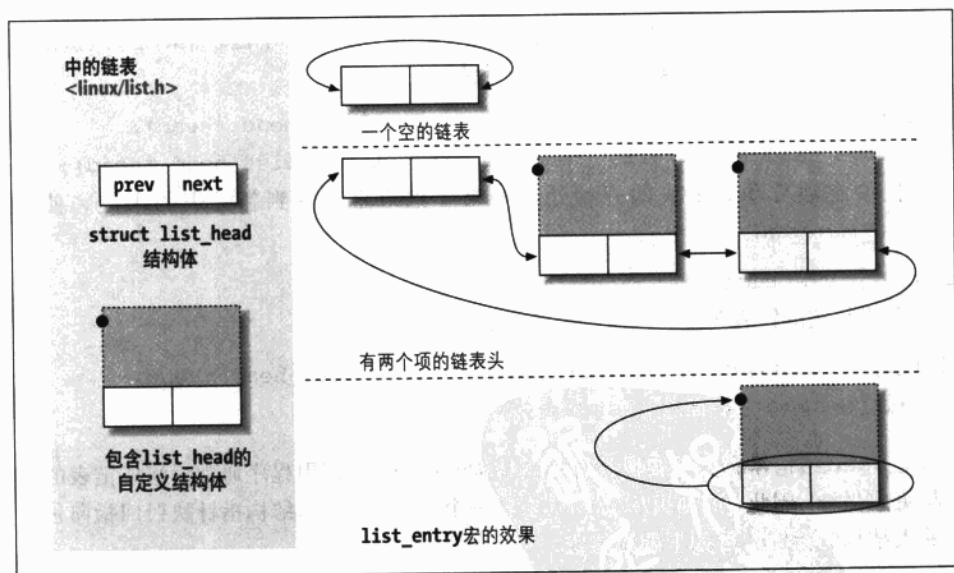 中的链表
<linux/list.h>
prev next
struct list_head
结构体
包含list_head的
自定义结构体
一个空的链表
有两个项的链表头
list_entry宏的效果